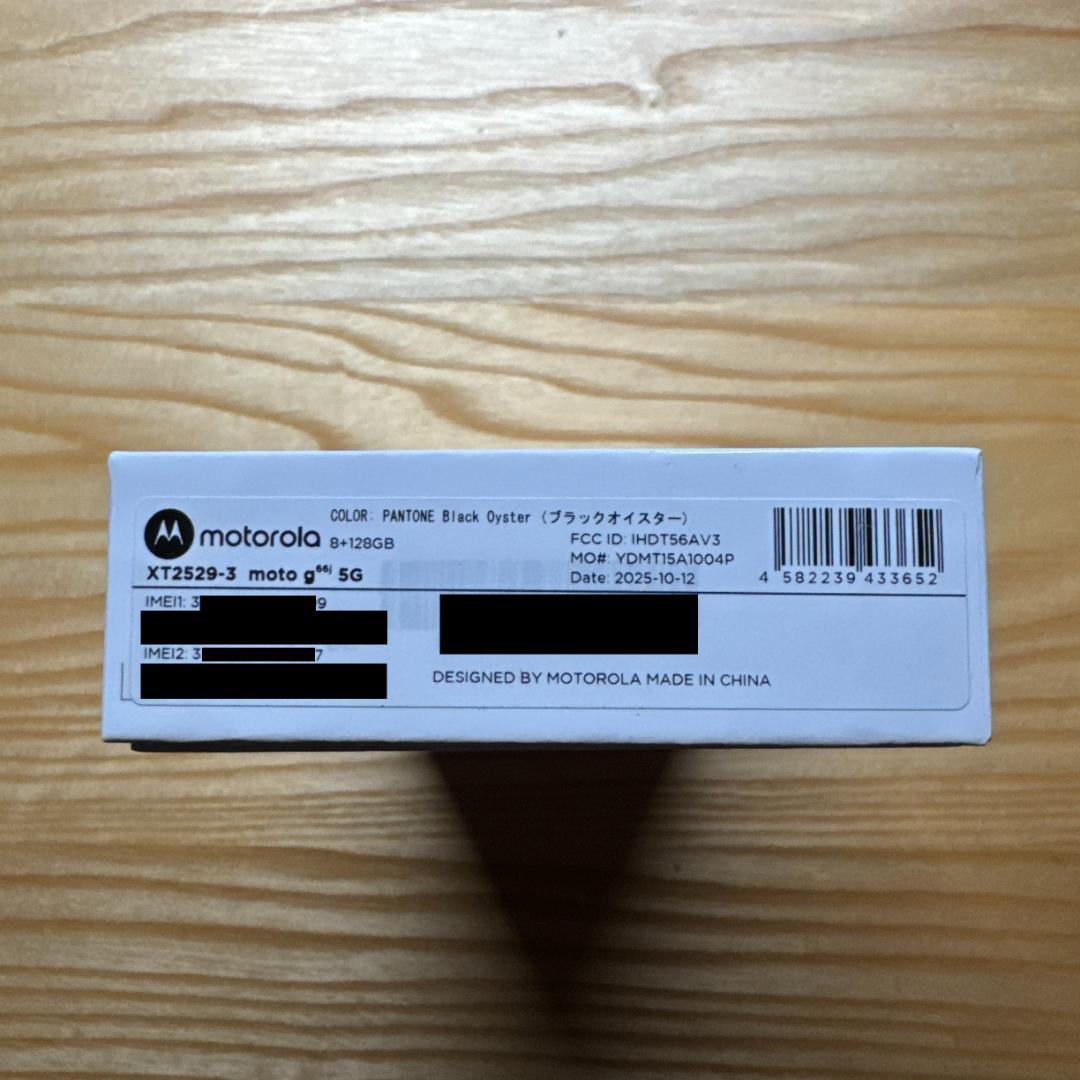 motorola
COLOR: PANTONE Black Oyster (ブラックオイスター)
8+128GB
XT2529-3 moto g⁶⁶ʲ 5G
FCC ID: IHDT56AV3
MO#: YDMT15A1004P
Date: 2025-10-12
4 582239 433652
IMEI1: 3 9
IMEI2: 3 7
DESIGNED BY MOTOROLA MADE IN CHINA